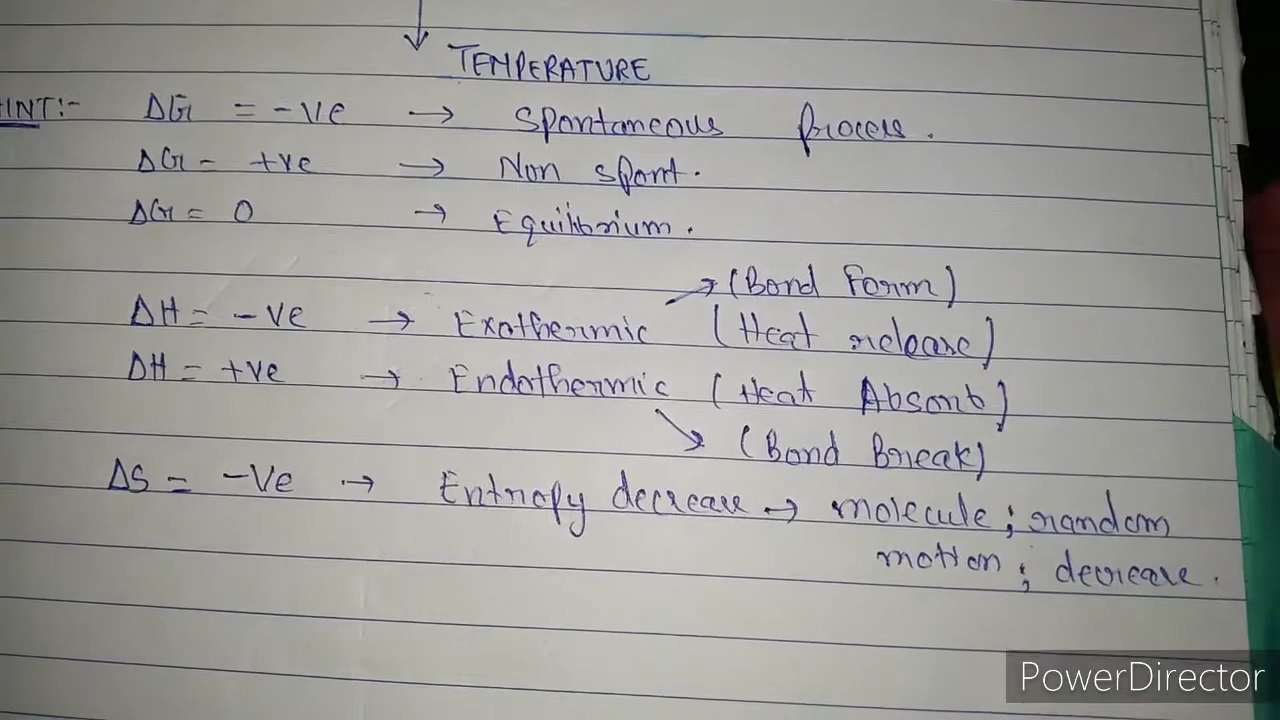 TEMPERATURE
HINT:- ΔG = -ve → Spontaneous Process.
ΔG = +ve → Non spont.
ΔG = 0 → Equilibrium.
→ (Bond Form)
ΔH = -ve → Exothermic (Heat release)
ΔH = +ve → Endothermic (Heat Absorb)
(Bond Break)
ΔS = -Ve → Entropy decrease → molecule ; random
motion ; decrease.
PowerDirector